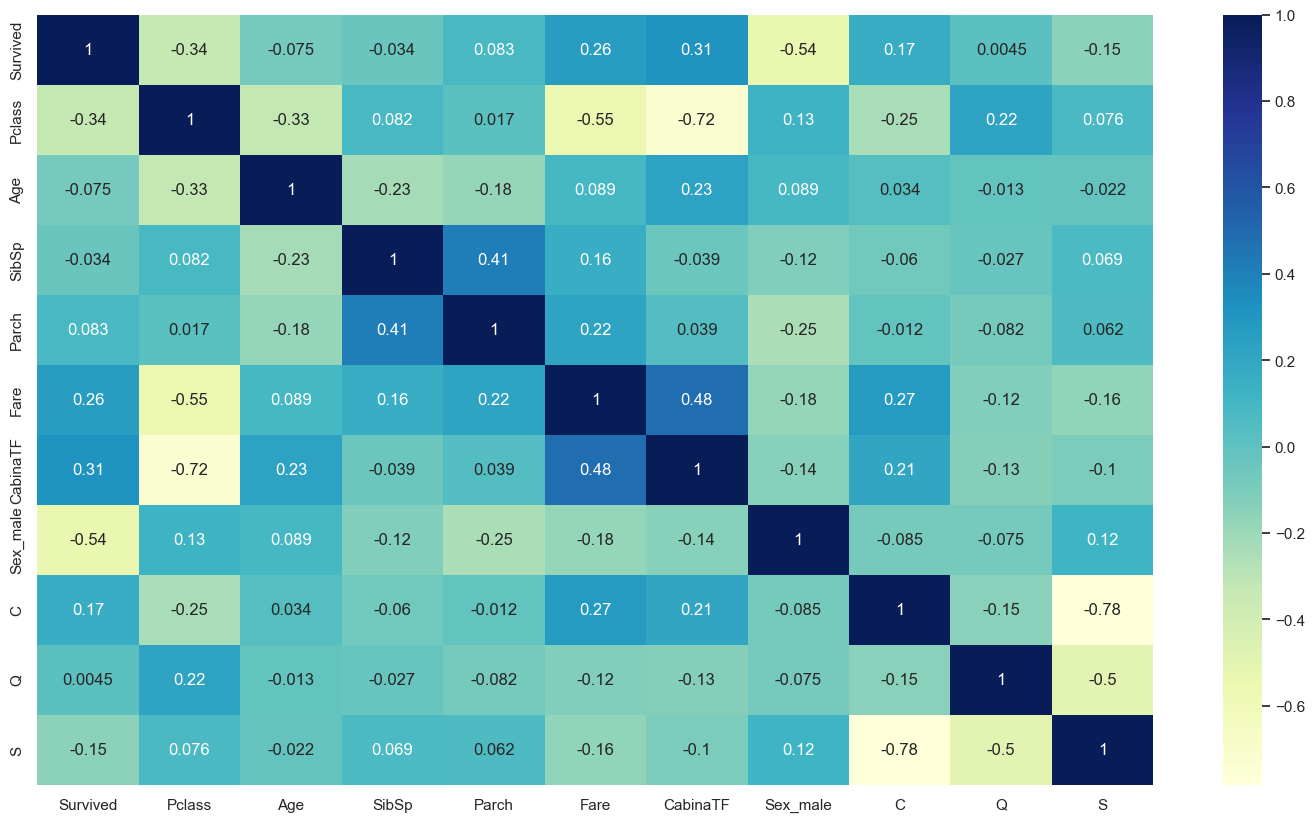 Survived 1 -0.34 -0.075 -0.034 0.083 0.26 0.31 -0.54 0.17 0.0045 -0.15
Pclass -0.34 1 -0.33 0.082 0.017 -0.55 -0.72 0.13 -0.25 0.22 0.076
Age -0.075 -0.33 1 -0.23 -0.18 0.089 0.23 0.089 0.034 -0.013 -0.022
SibSp -0.034 0.082 -0.23 1 0.41 0.16 -0.039 -0.12 -0.06 -0.027 0.069
Parch 0.083 0.017 -0.18 0.41 1 0.22 0.039 -0.25 -0.012 -0.082 0.062
Fare 0.26 -0.55 0.089 0.16 0.22 1 0.48 -0.18 0.27 -0.12 -0.16
CabinaTF 0.31 -0.72 0.23 -0.039 0.039 0.48 1 -0.14 0.21 -0.13 -0.1
Sex_male -0.54 0.13 0.089 -0.12 -0.25 -0.18 -0.14 1 -0.085 -0.075 0.12
C 0.17 -0.25 0.034 -0.06 -0.012 0.27 0.21 -0.085 1 -0.15 -0.78
Q 0.0045 0.22 -0.013 -0.027 -0.082 -0.12 -0.13 -0.075 -0.15 1 -0.5
S -0.15 0.076 -0.022 0.069 0.062 -0.16 -0.1 0.12 -0.78 -0.5 1
Survived Pclass Age SibSp Parch Fare CabinaTF Sex_male C Q S
1.0
0.8
0.6
0.4
0.2
0.0
-0.2
-0.4
-0.6